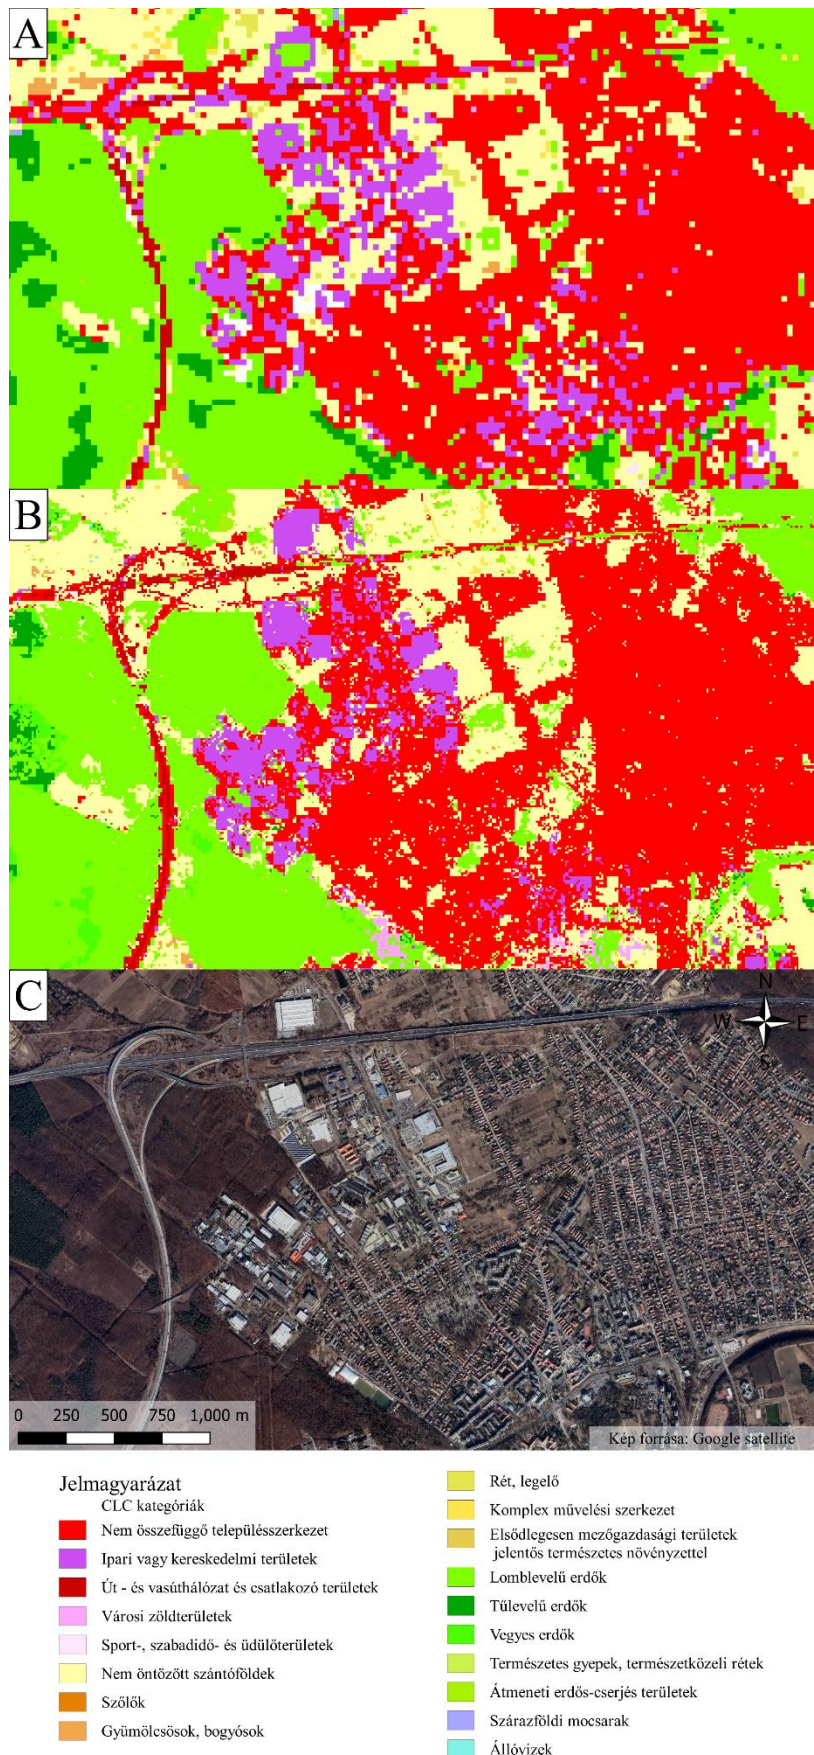 A
B
C
N
W
E
S
0 250 500 750 1,000 m
Kép forrása: Google satellite
Jelmagyarázat
CLC kategóriák
Nem összefüggő településszerkezet
Ipari vagy kereskedelmi területek
Út - és vasúthálózat és csatlakozó területek
Városi zöldterületek
Sport-, szabadidő- és üdülőterületek
Nem öntözött szántóföldek
Szőlők
Gyümölcsösok, bogyósok
Rét, legelő
Komplex művelési szerkezet
Elsődlegesen mezőgazdasági területek
jelentős természetes növényzettel
Lomblevelű erdők
Tűlevelű erdők
Vegyes erdők
Természetes gyepek, természetközeli rétek
Átmeneti erdős-cserjés területek
Szárazföldi mocsarak
Állóvizek